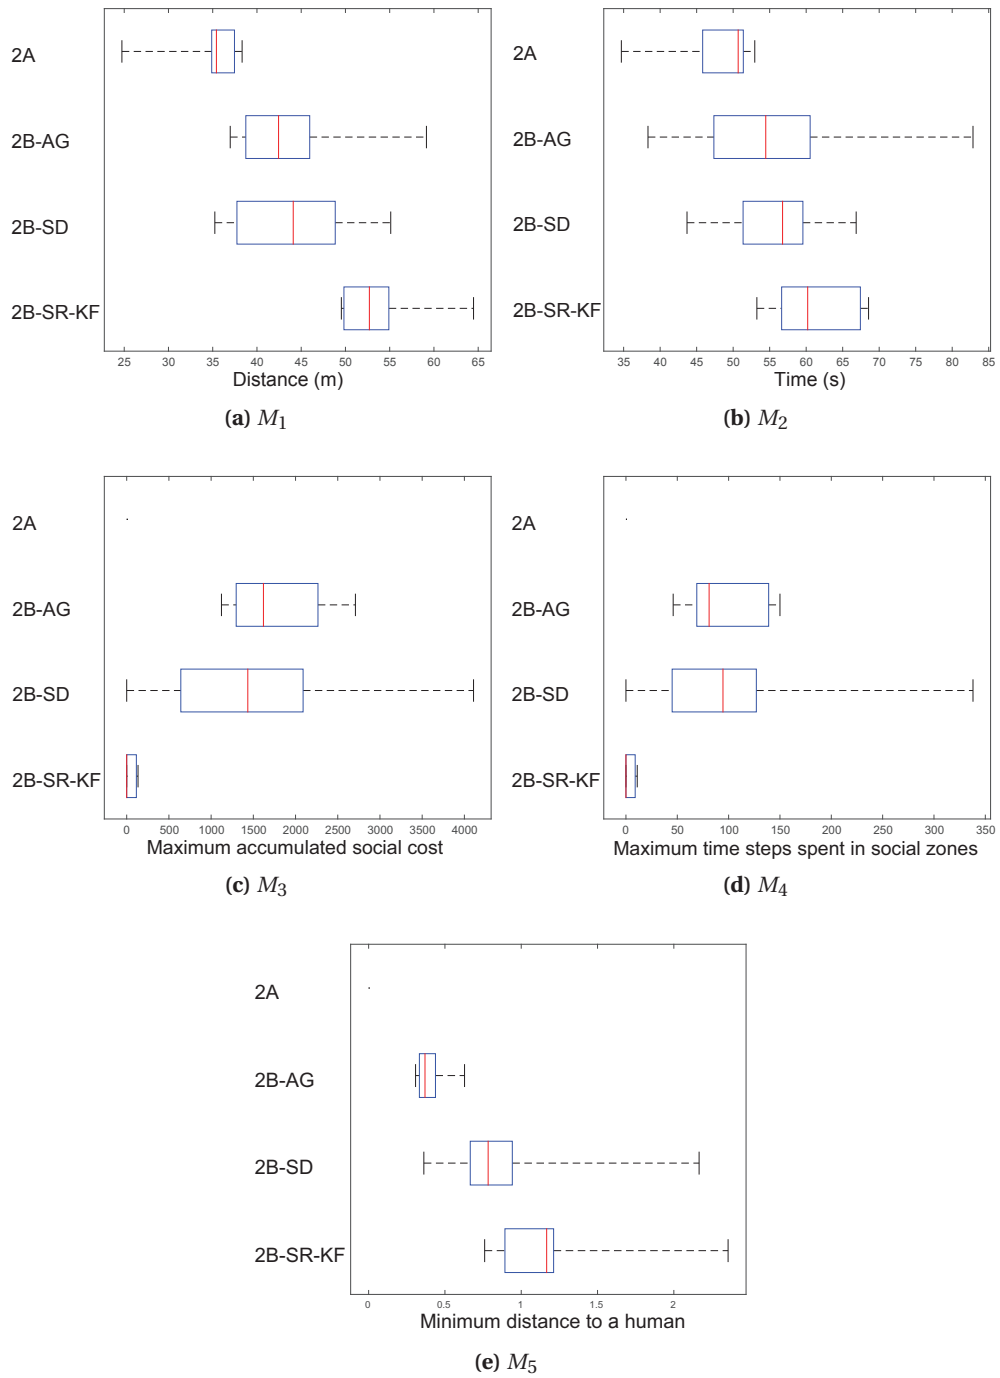 2A
2B-AG
2B-SD
2B-SR-KF
25 30 35 40 45 50 55 60 65
Distance (m)
(a) M1
2A
2B-AG
2B-SD
2B-SR-KF
35 40 45 50 55 60 65 70 75 80 85
Time (s)
(b) M2
2A
2B-AG
2B-SD
2B-SR-KF
0 500 1000 1500 2000 2500 3000 3500 4000
Maximum accumulated social cost
(c) M3
2A
2B-AG
2B-SD
2B-SR-KF
0 50 100 150 200 250 300 350
Maximum time steps spent in social zones
(d) M4
2A
2B-AG
2B-SD
2B-SR-KF
0 0.5 1 1.5 2
Minimum distance to a human
(e) M5